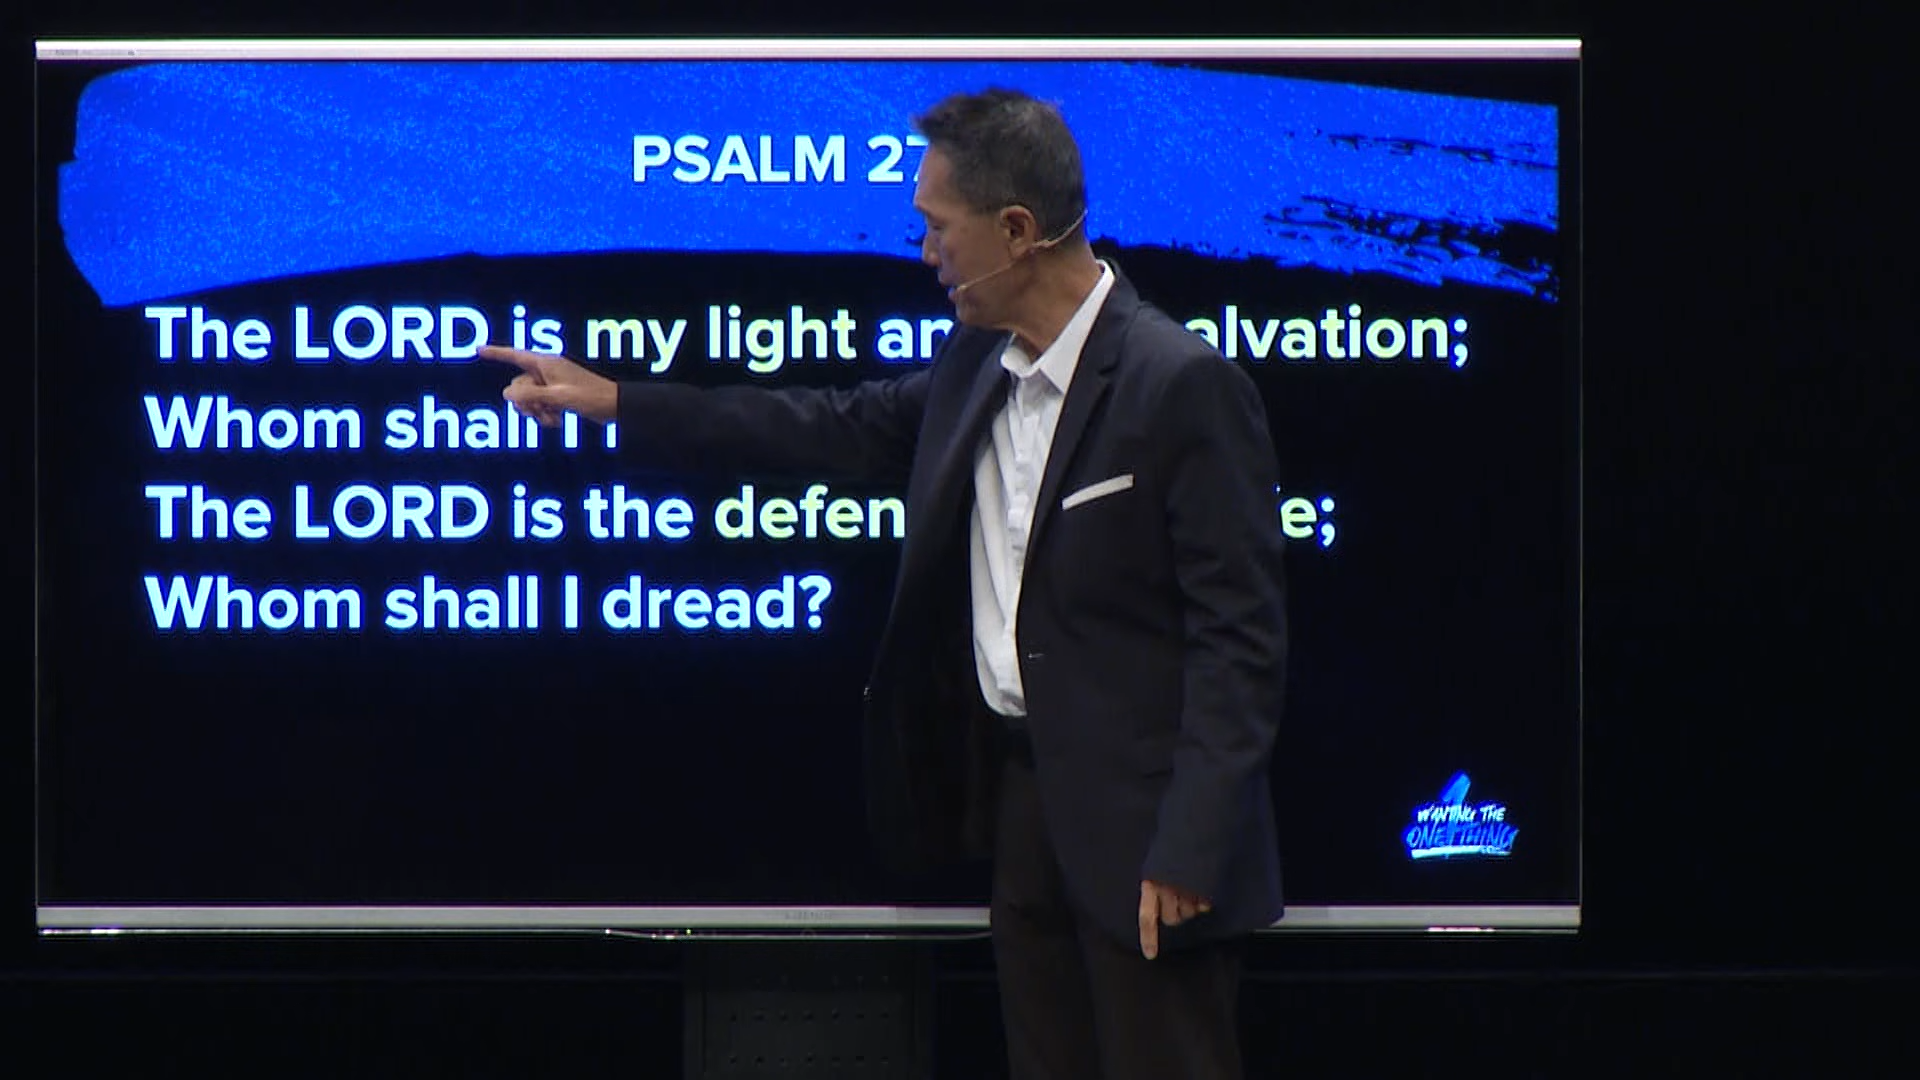 PSALM 27
The LORD is my light an alvation;
Whom shall I
The LORD is the defen e;
Whom shall I dread?
WANTING THE
ONE THING
1